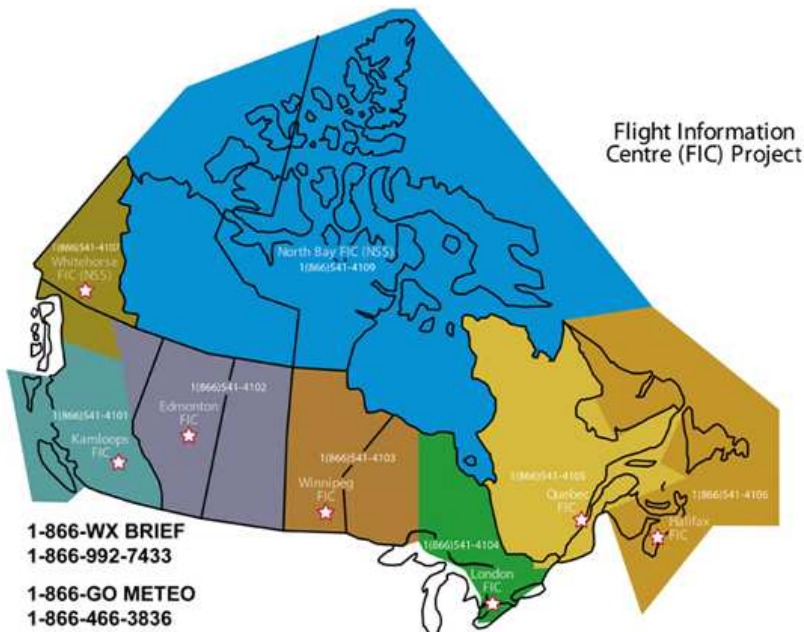 Flight Information
Centre (FIC) Project
1(866)541-4107
Whitehorse
FIC (NSS)
North Bay FIC (NSS)
1(866)541-4109
1(866)541-4102
Edmonton
FIC
1(866)541-4101
Kamloops
FIC
1(866)541-4103
Winnipeg
FIC
1(866)541-4105
Quebec
FIC
1(866)541-4106
Halifax
FIC
1(866)541-4104
London
FIC
1-866-WX BRIEF
1-866-992-7433
1-866-GO METEO
1-866-466-3836